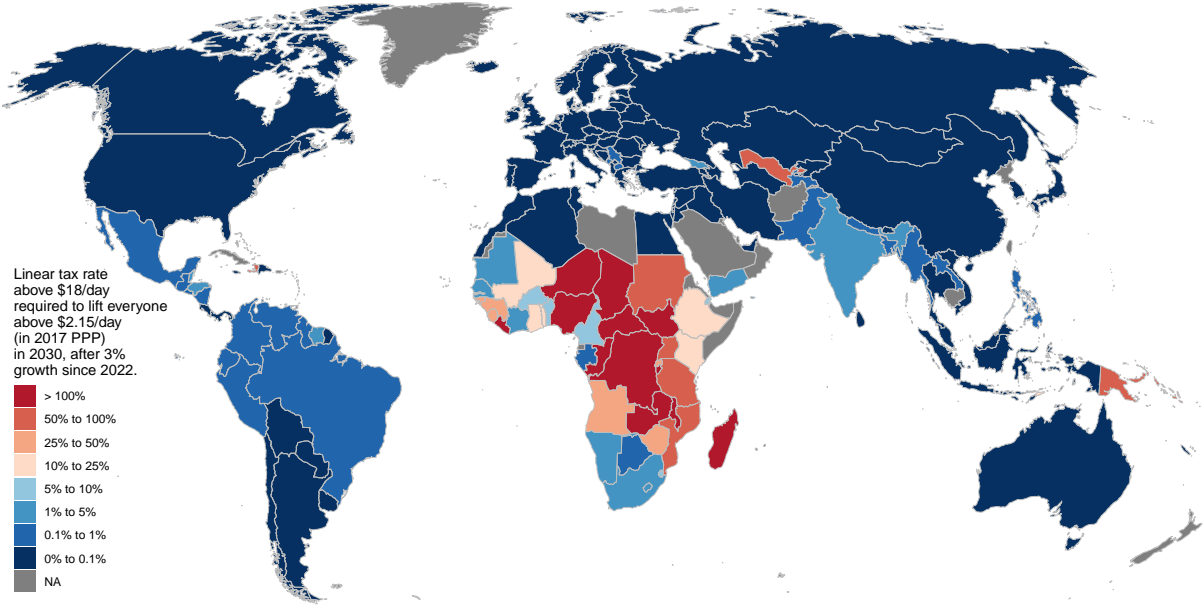 Linear tax rate
above $18/day
required to lift everyone
above $2.15/day
(in 2017 PPP)
in 2030, after 3%
growth since 2022.
> 100%
50% to 100%
25% to 50%
10% to 25%
5% to 10%
1% to 5%
0.1% to 1%
0% to 0.1%
NA